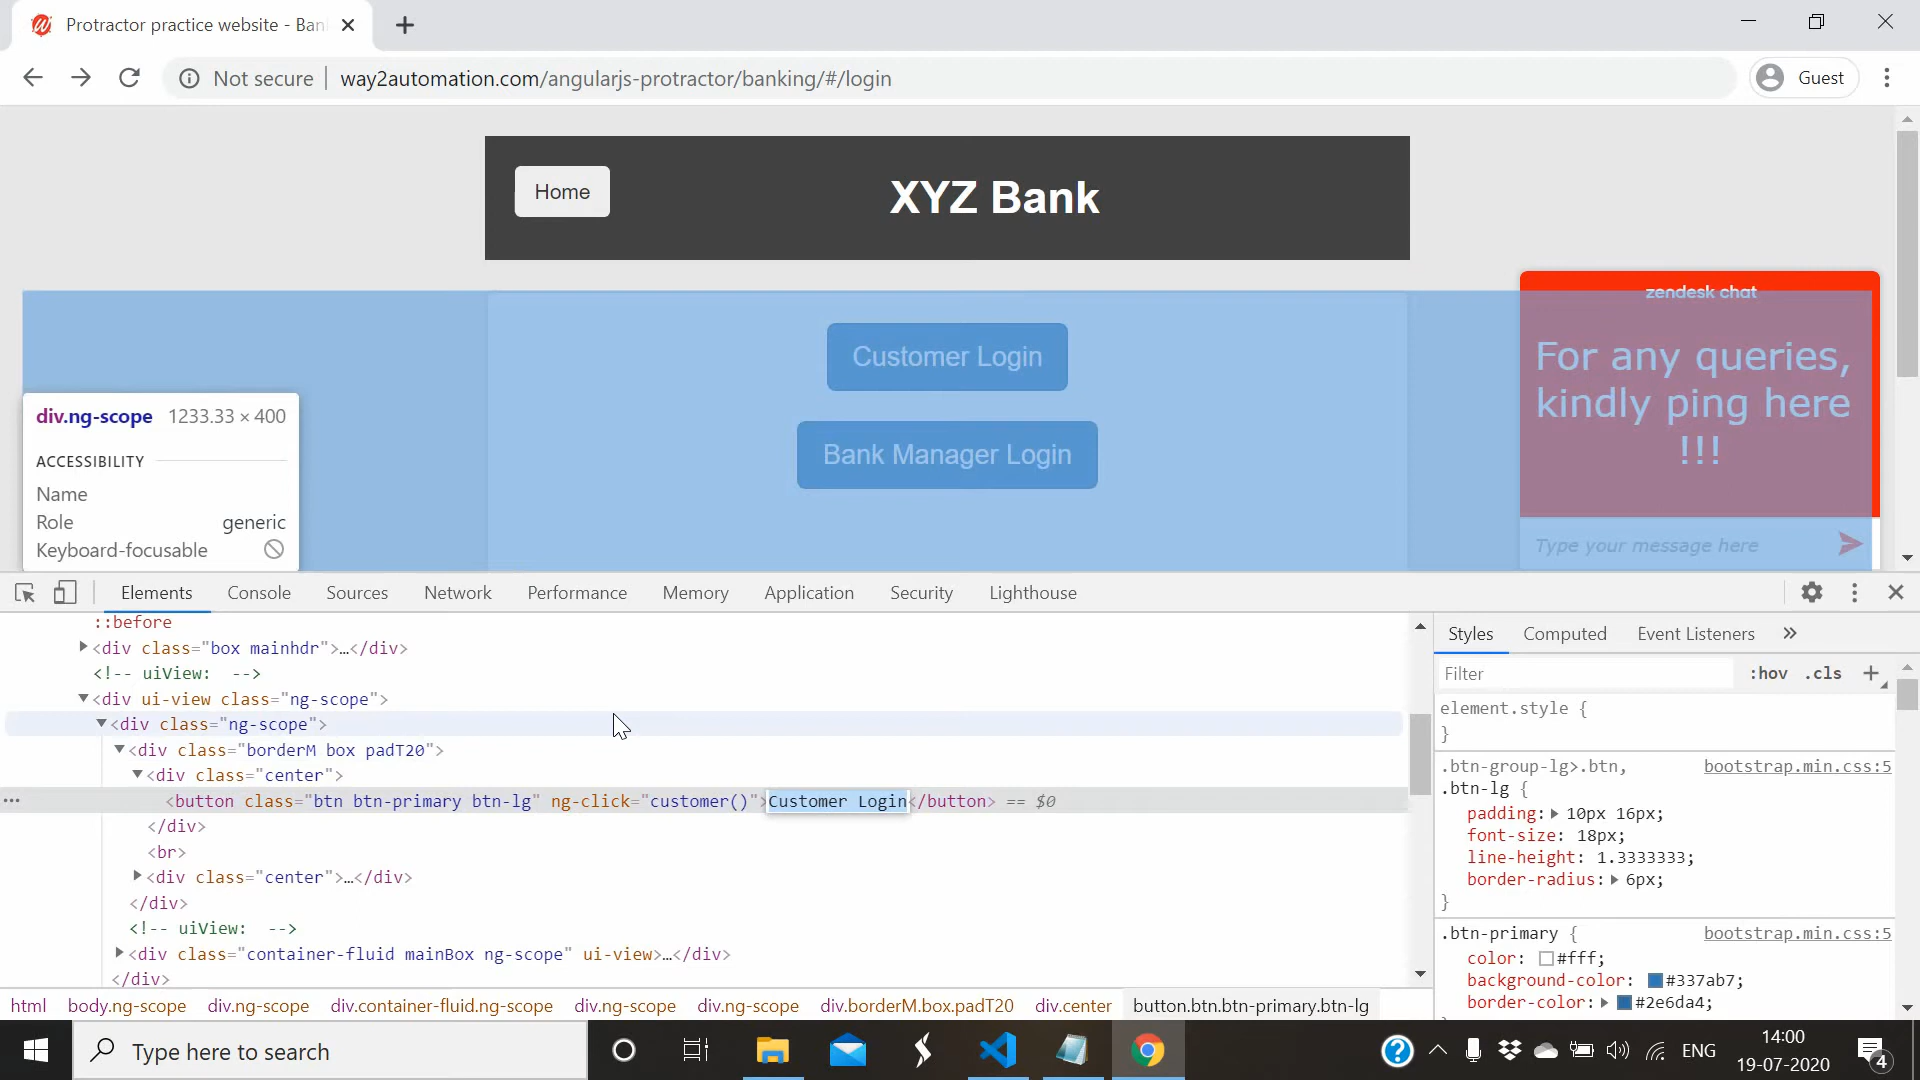 Protractor practice website - Ban
Not secure
way2automation.com/angularjs-protractor/banking/#/login
Guest
Home
XYZ Bank
zendesk chat
Customer Login
For any queries,
kindly ping here
!!!
Bank Manager Login
Type your message here
div.ng-scope 1233.33 × 400
ACCESSIBILITY
Name
Role generic
Keyboard-focusable
Elements Console Sources Network Performance Memory Application Security Lighthouse
::before
<div class="box mainhdr">…</div>
<!-- uiView: -->
<div ui-view class="ng-scope">
<div class="ng-scope">
<div class="borderM box padT20">
<div class="center">
<button class="btn btn-primary btn-lg" ng-click="customer()">Customer Login</button> == $0
</div>
<br>
<div class="center">…</div>
</div>
<!-- uiView: -->
<div class="container-fluid mainBox ng-scope" ui-view>…</div>
</div>
html body.ng-scope div.ng-scope div.container-fluid.ng-scope div.ng-scope div.ng-scope div.borderM.box.padT20 div.center button.btn.btn-primary.btn-lg
Styles Computed Event Listeners »
Filter :hov .cls +
element.style {
}
.btn-group-lg>.btn, bootstrap.min.css:5
.btn-lg {
padding: 10px 16px;
font-size: 18px;
line-height: 1.3333333;
border-radius: 6px;
}
.btn-primary { bootstrap.min.css:5
color: #fff;
background-color: #337ab7;
border-color: #2e6da4;
Type here to search
ENG
14:00
19-07-2020
4